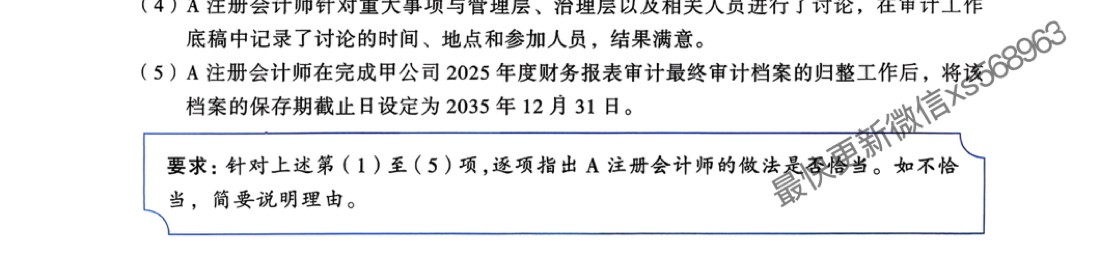 （4）A 注册会计师针对重大事项与管理层、治理层以及相关人员进行了讨论，在审计工作
底稿中记录了讨论的时间、地点和参加人员，结果满意。
（5）A 注册会计师在完成甲公司 2025 年度财务报表审计最终审计档案的归整工作后，将该
档案的保存期截止日设定为 2035 年 12 月 31 日。
要求：针对上述第（1）至（5）项，逐项指出 A 注册会计师的做法是否恰当。如不恰
当，简要说明理由。
最快更新微信xs568963